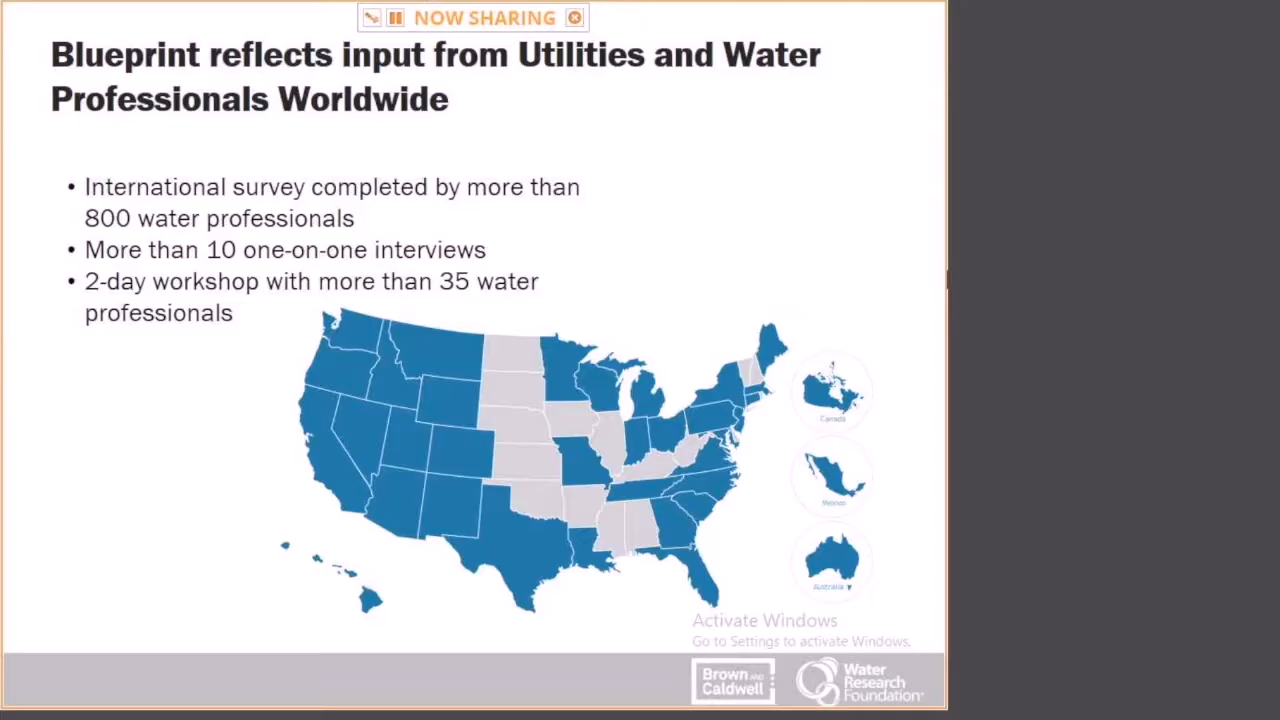 NOW SHARING
Blueprint reflects input from Utilities and Water
Professionals Worldwide
• International survey completed by more than
800 water professionals
• More than 10 one-on-one interviews
• 2-day workshop with more than 35 water
professionals
Canada
Mexico
Australia
Activate Windows
Go to Settings to activate Windows.
Brown AND
Caldwell
Water
Research
Foundation